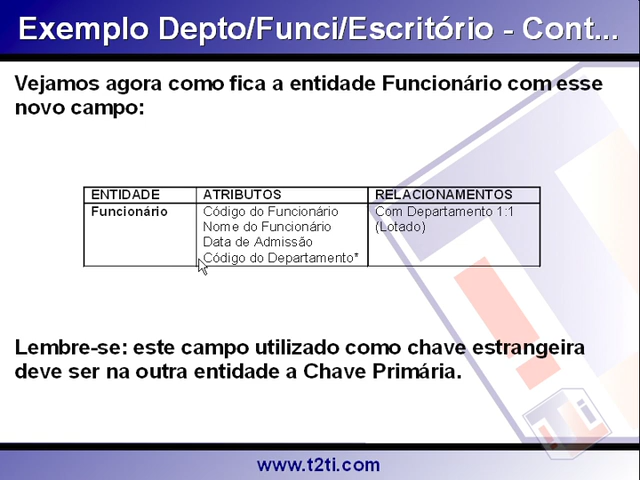 Exemplo Depto/Funci/Escritório - Cont...
Vejamos agora como fica a entidade Funcionário com esse
novo campo:
ENTIDADE ATRIBUTOS RELACIONAMENTOS
Funcionário Código do Funcionário Com Departamento 1:1
Nome do Funcionário (Lotado)
Data de Admissão
Código do Departamento*
Lembre-se: este campo utilizado como chave estrangeira
deve ser na outra entidade a Chave Primária.
www.t2ti.com